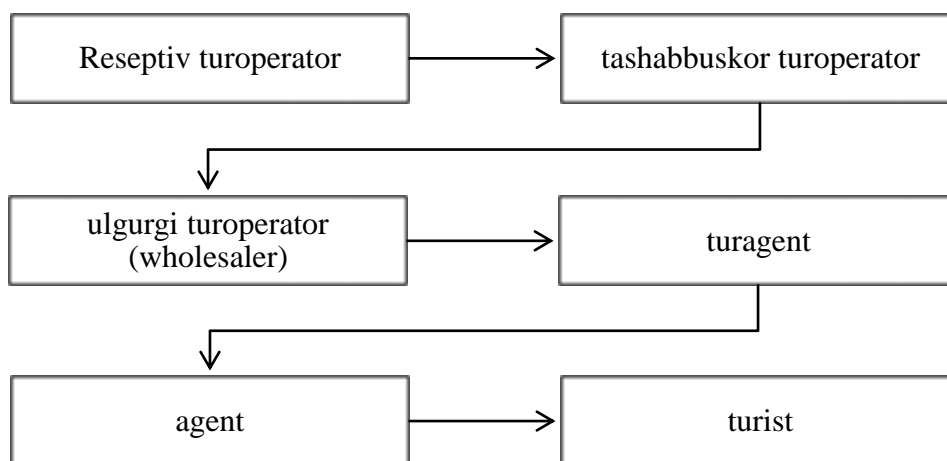 Reseptiv turoperator
tashabbuskor turoperator
ulgurgi turoperator
(wholesaler)
turagent
agent
turist